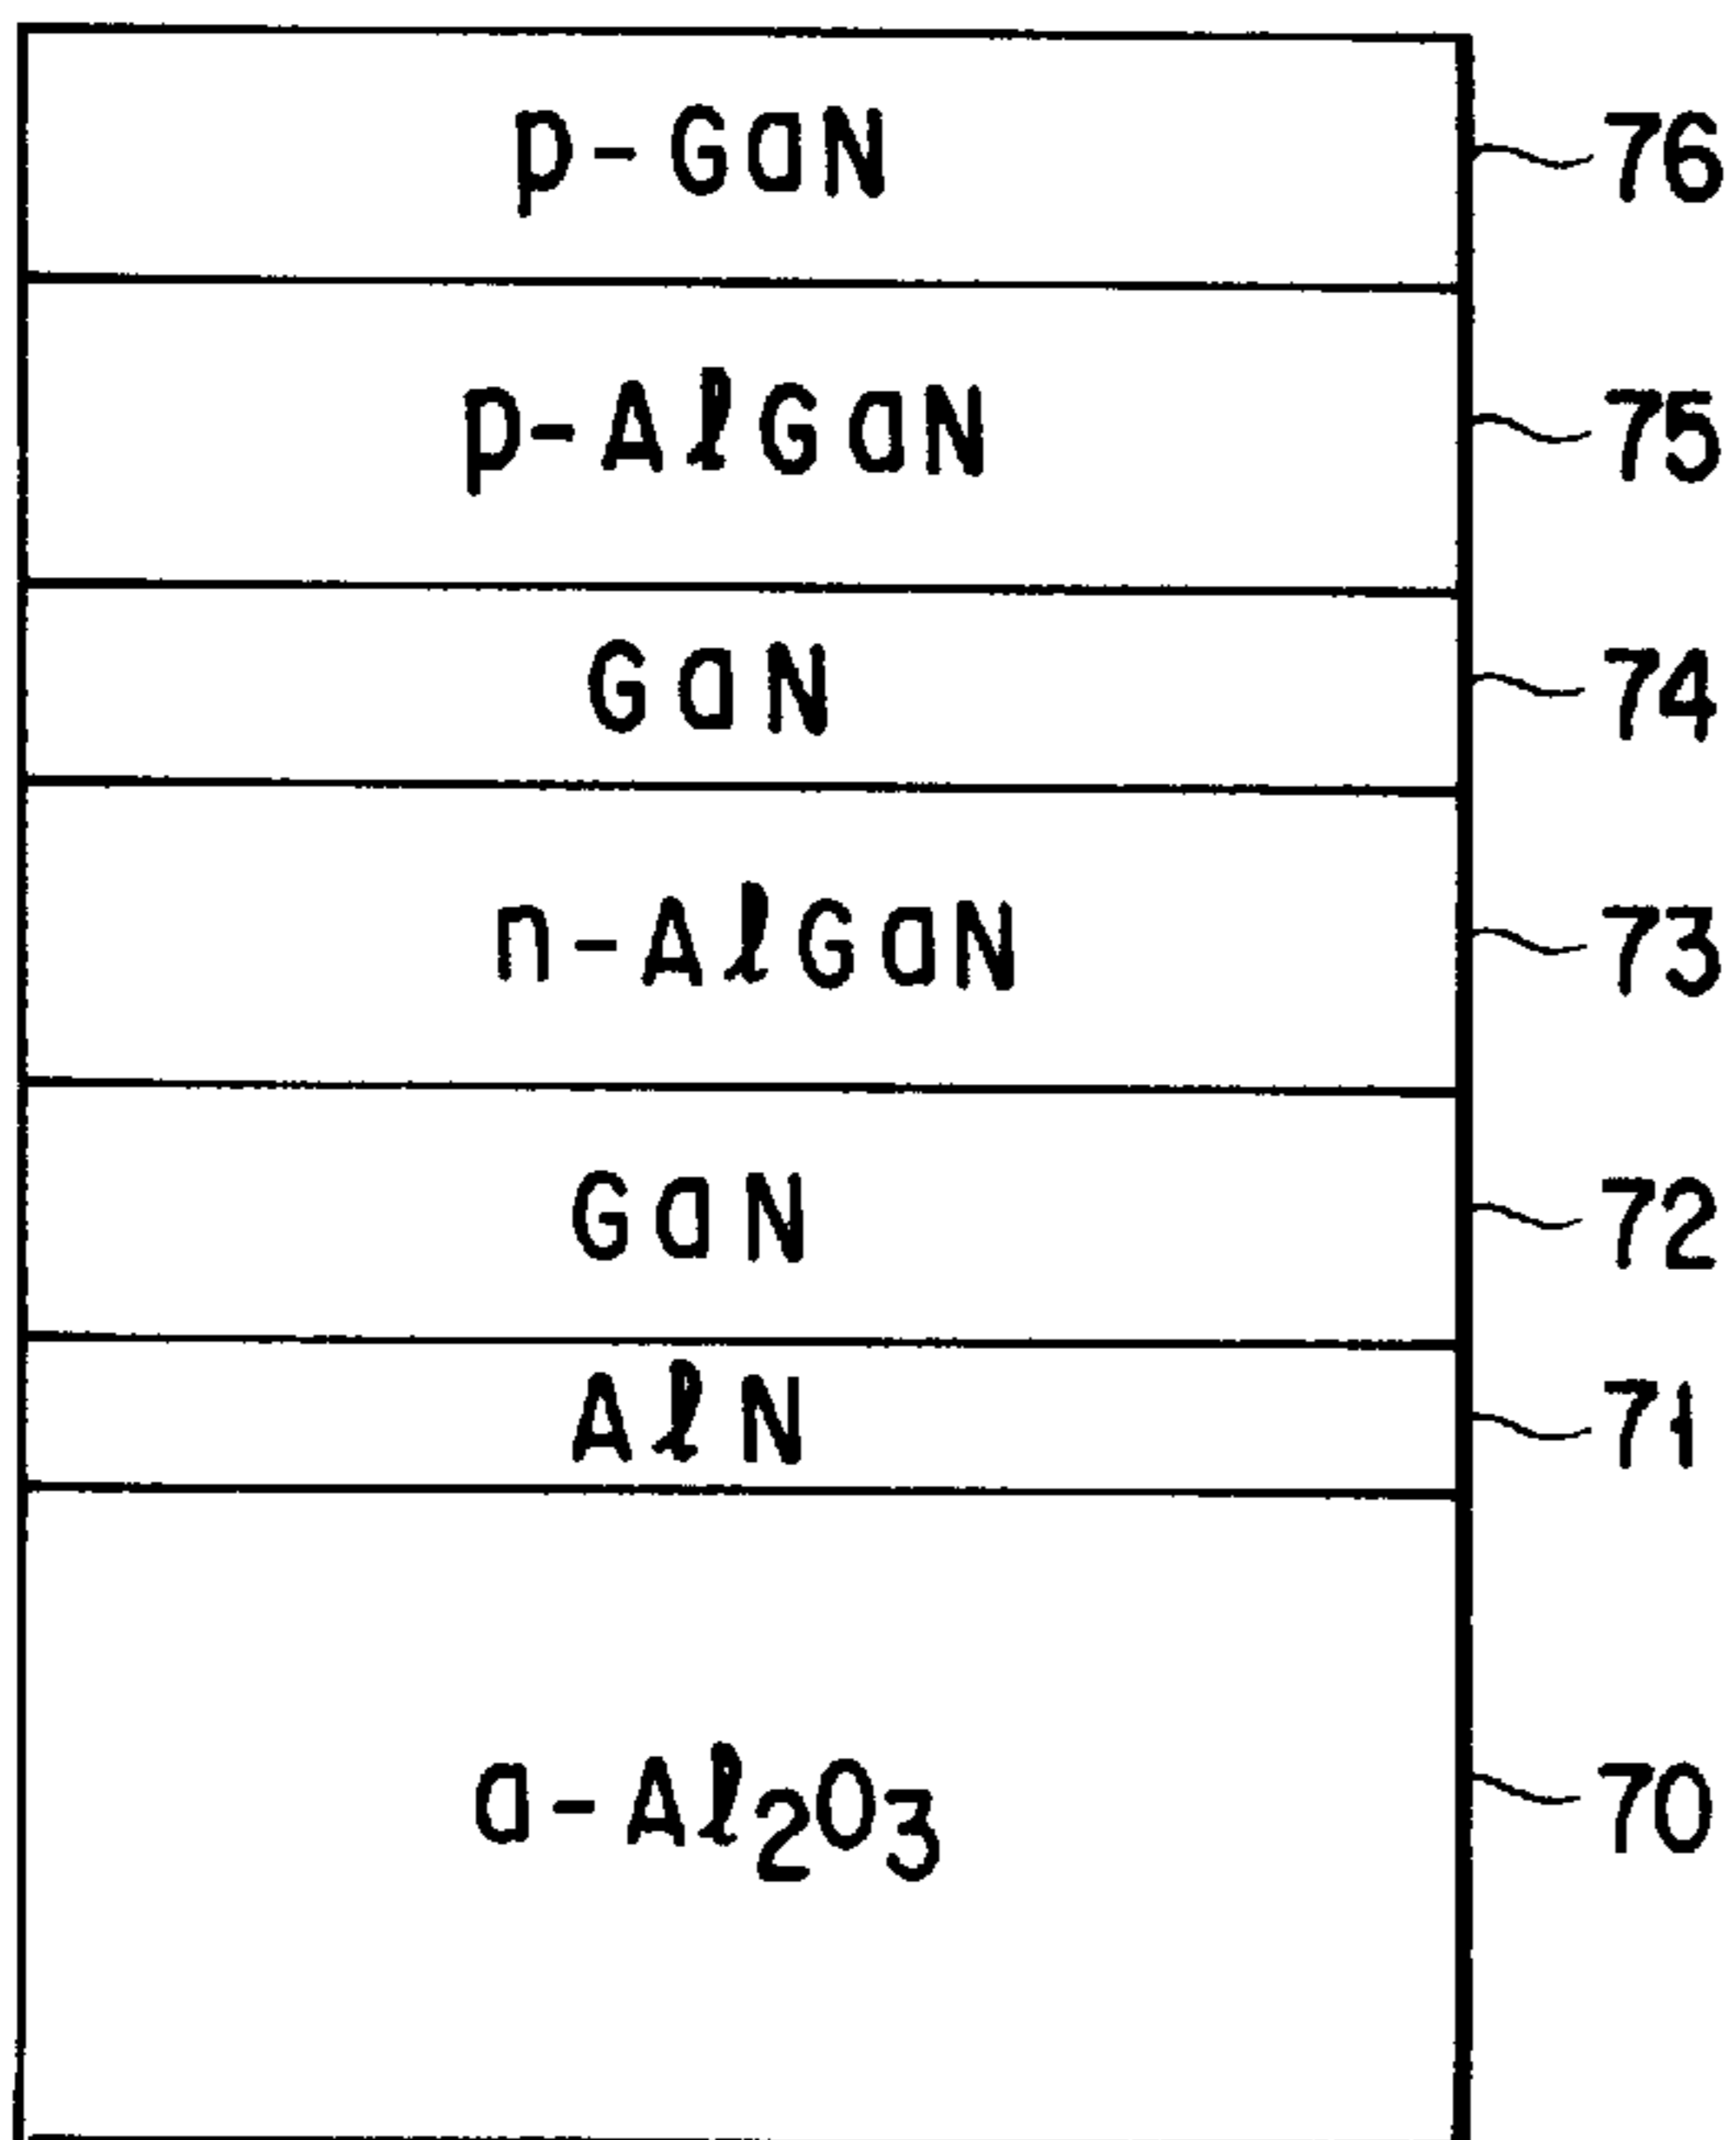 p-GaN 76
p-AlGaN 75
GaN 74
n-AlGaN 73
GaN 72
AlN 71
a-Al₂O₃ 70